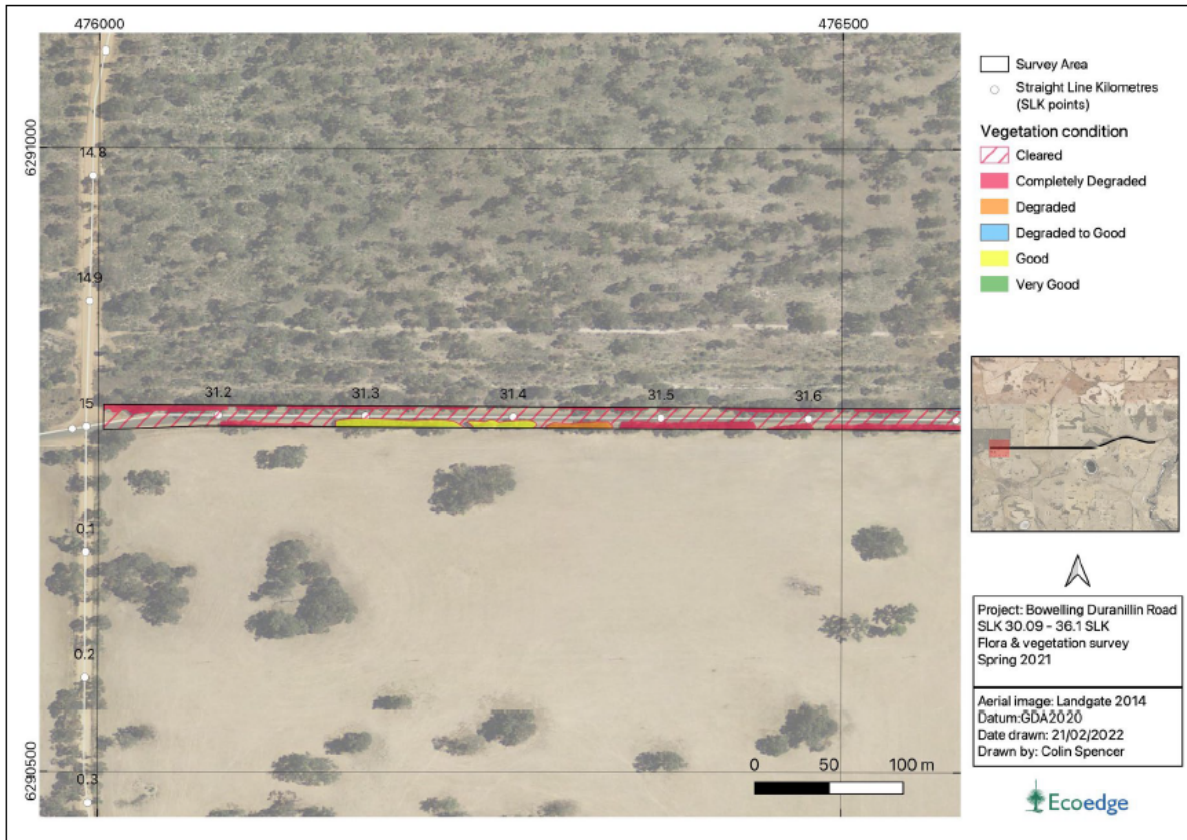 476000
476500
6291000
6290500
14.8
14.9
15
31.2
31.3
31.4
31.5
31.6
0.1
0.2
0.3
0 50 100 m
Survey Area
Straight Line Kilometres
(SLK points)
Vegetation condition
Cleared
Completely Degraded
Degraded
Degraded to Good
Good
Very Good
Project: Bowelling Duranillin Road
SLK 30.09 - 36.1 SLK
Flora & vegetation survey
Spring 2021
Aerial image: Landgate 2014
Datum:GDA2020
Date drawn: 21/02/2022
Drawn by: Colin Spencer
Ecoedge